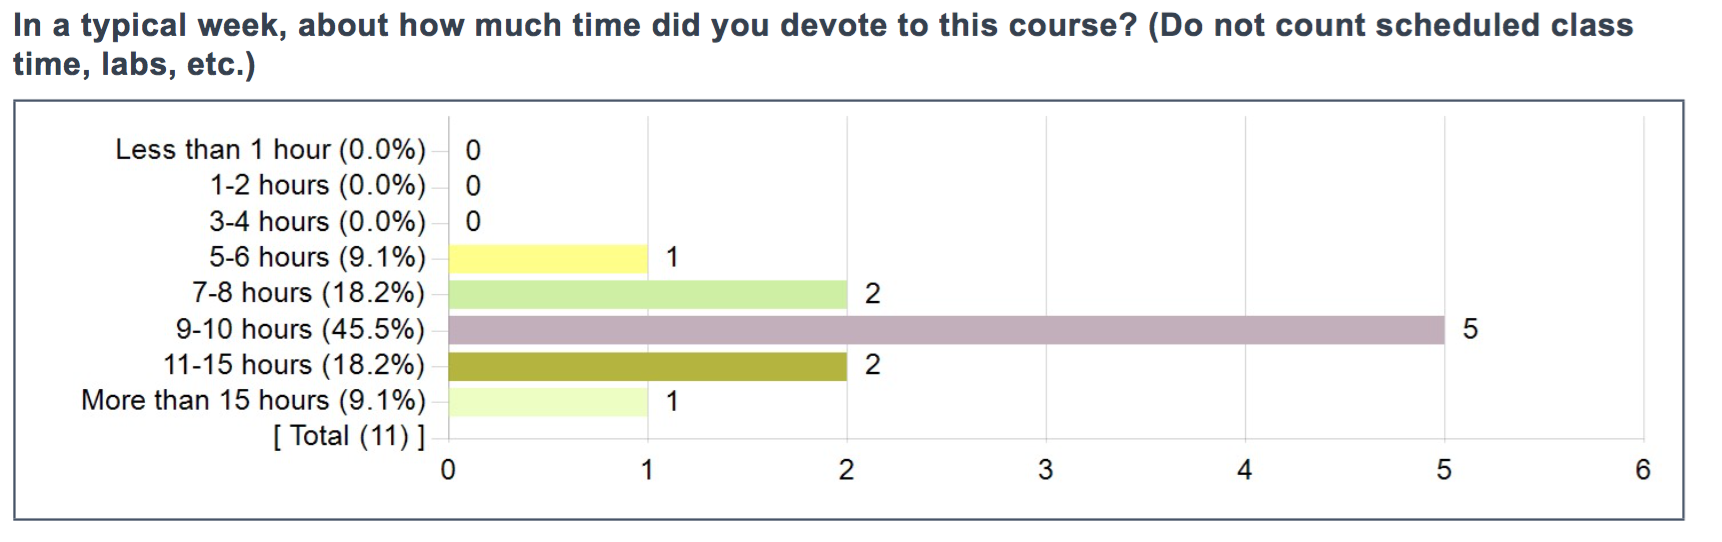 In a typical week, about how much time did you devote to this course? (Do not count scheduled class
time, labs, etc.)
Less than 1 hour (0.0%) 0
1-2 hours (0.0%) 0
3-4 hours (0.0%) 0
5-6 hours (9.1%) 1
7-8 hours (18.2%) 2
9-10 hours (45.5%) 5
11-15 hours (18.2%) 2
More than 15 hours (9.1%) 1
[ Total (11) ]
0 1 2 3 4 5 6